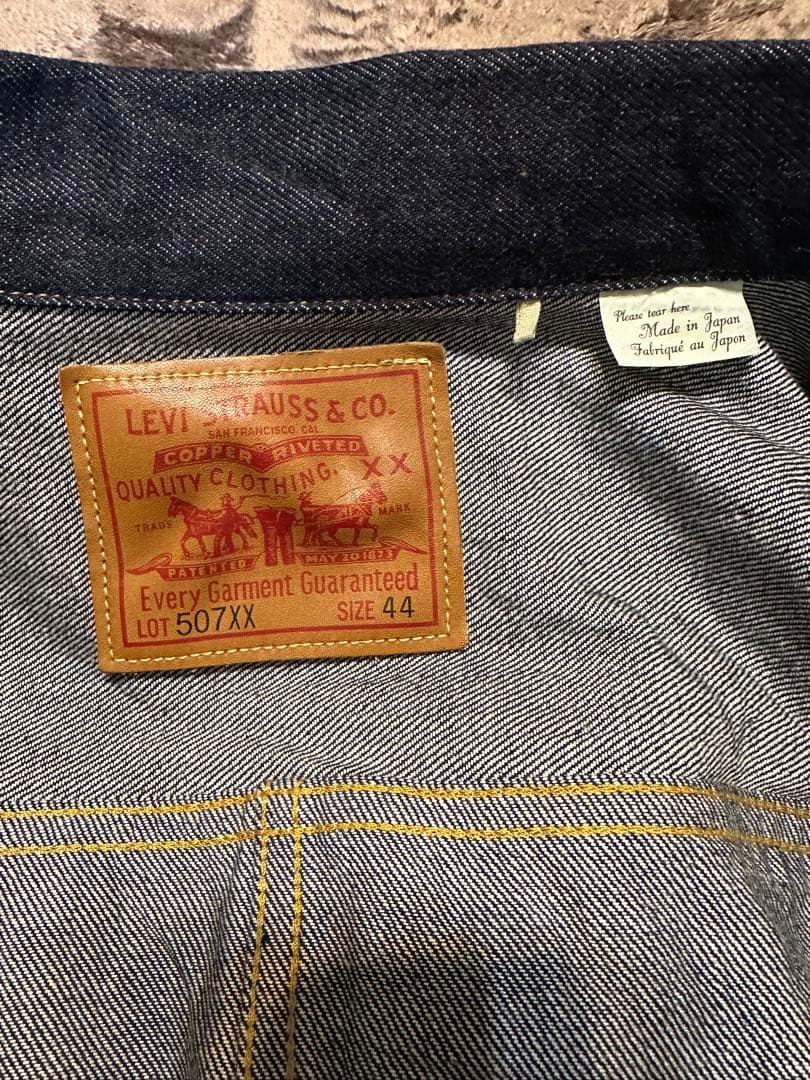 Please tear here
Made in Japan
Fabriqué au Japon
LEVI STRAUSS & CO.
SAN FRANCISCO. CAL.
COPPER RIVETED
QUALITY CLOTHING. XX
TRADE MARK
PATENTED MAY 20 1873
Every Garment Guaranteed
LOT 507XX SIZE 44